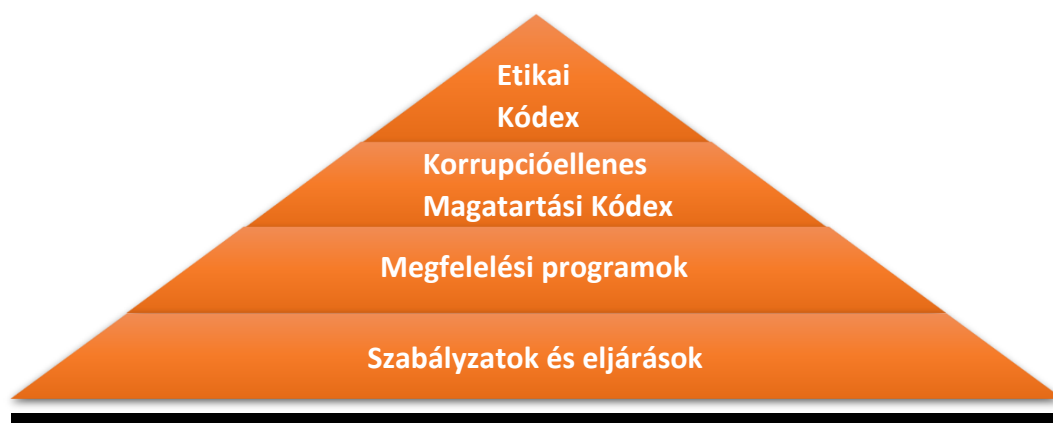 Etikai
Kódex
Korrupcióellenes
Magatartási Kódex
Megfelelési programok
Szabályzatok és eljárások